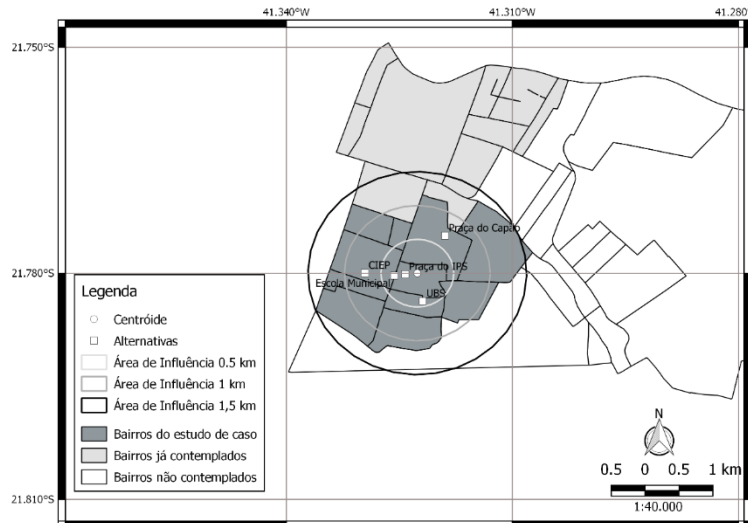 41.340°W 41.310°W 41.280°W
21.750°S
Praça do Capão
CIEP Praça do IPS
21.780°S
Escola Municipal
UBS
Legenda
Centróide
Alternativas
Área de Influência 0.5 km
Área de Influência 1 km
Área de Influência 1,5 km
Bairros do estudo de caso
Bairros já contemplados
Bairros não contemplados
N
0.5 0 0.5 1 km
1:40.000
21.810°S